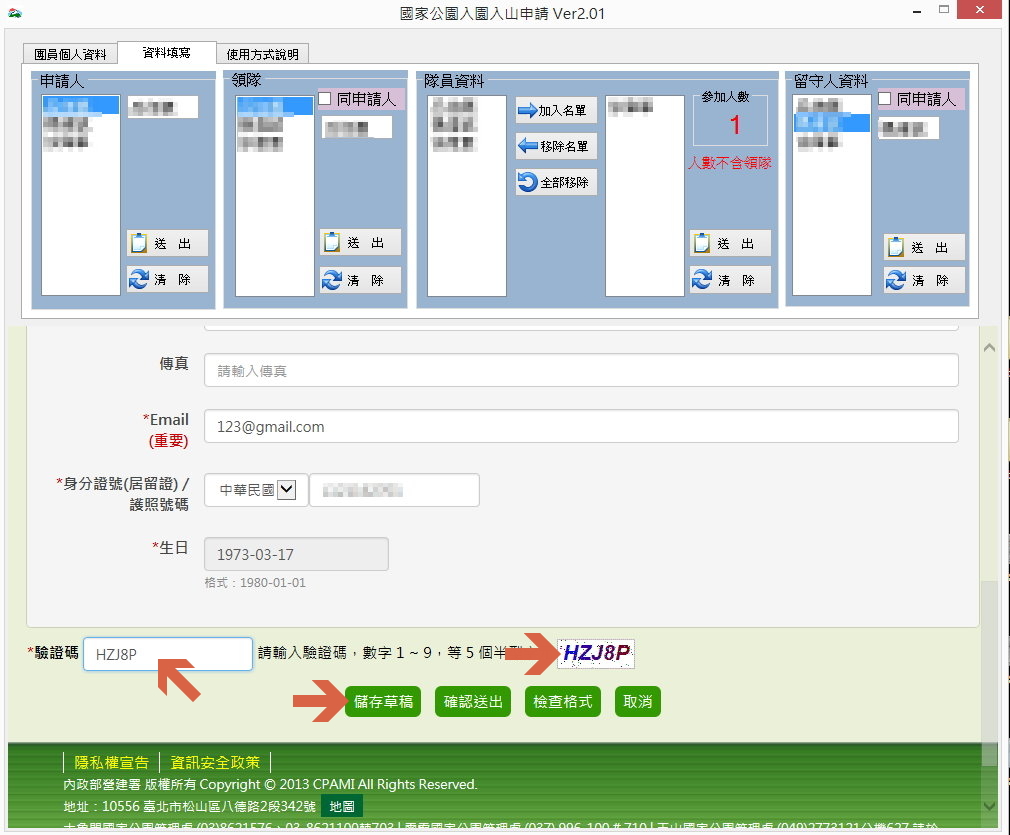 國家公園入園入山申請 Ver2.01
團員個人資料 資料填寫 使用方式說明
申請人
送 出
清 除
領隊
同申請人
送 出
清 除
隊員資料
加入名單
移除名單
全部移除
參加人數
1
人數不含領隊
送 出
清 除
留守人資料
同申請人
送 出
清 除
傳真 請輸入傳真
*Email
(重要) 123@gmail.com
*身分證號(居留證) /
護照號碼 中華民國
*生日 1973-03-17
格式：1980-01-01
*驗證碼 HZJ8P 請輸入驗證碼，數字 1 ~ 9，等 5 個半 HZJ8P
儲存草稿 確認送出 檢查格式 取消
隱私權宣告 資訊安全政策
內政部營建署 版權所有 Copyright © 2013 CPAMI All Rights Reserved.
地址：10556 臺北市松山區八德路2段342號 地圖